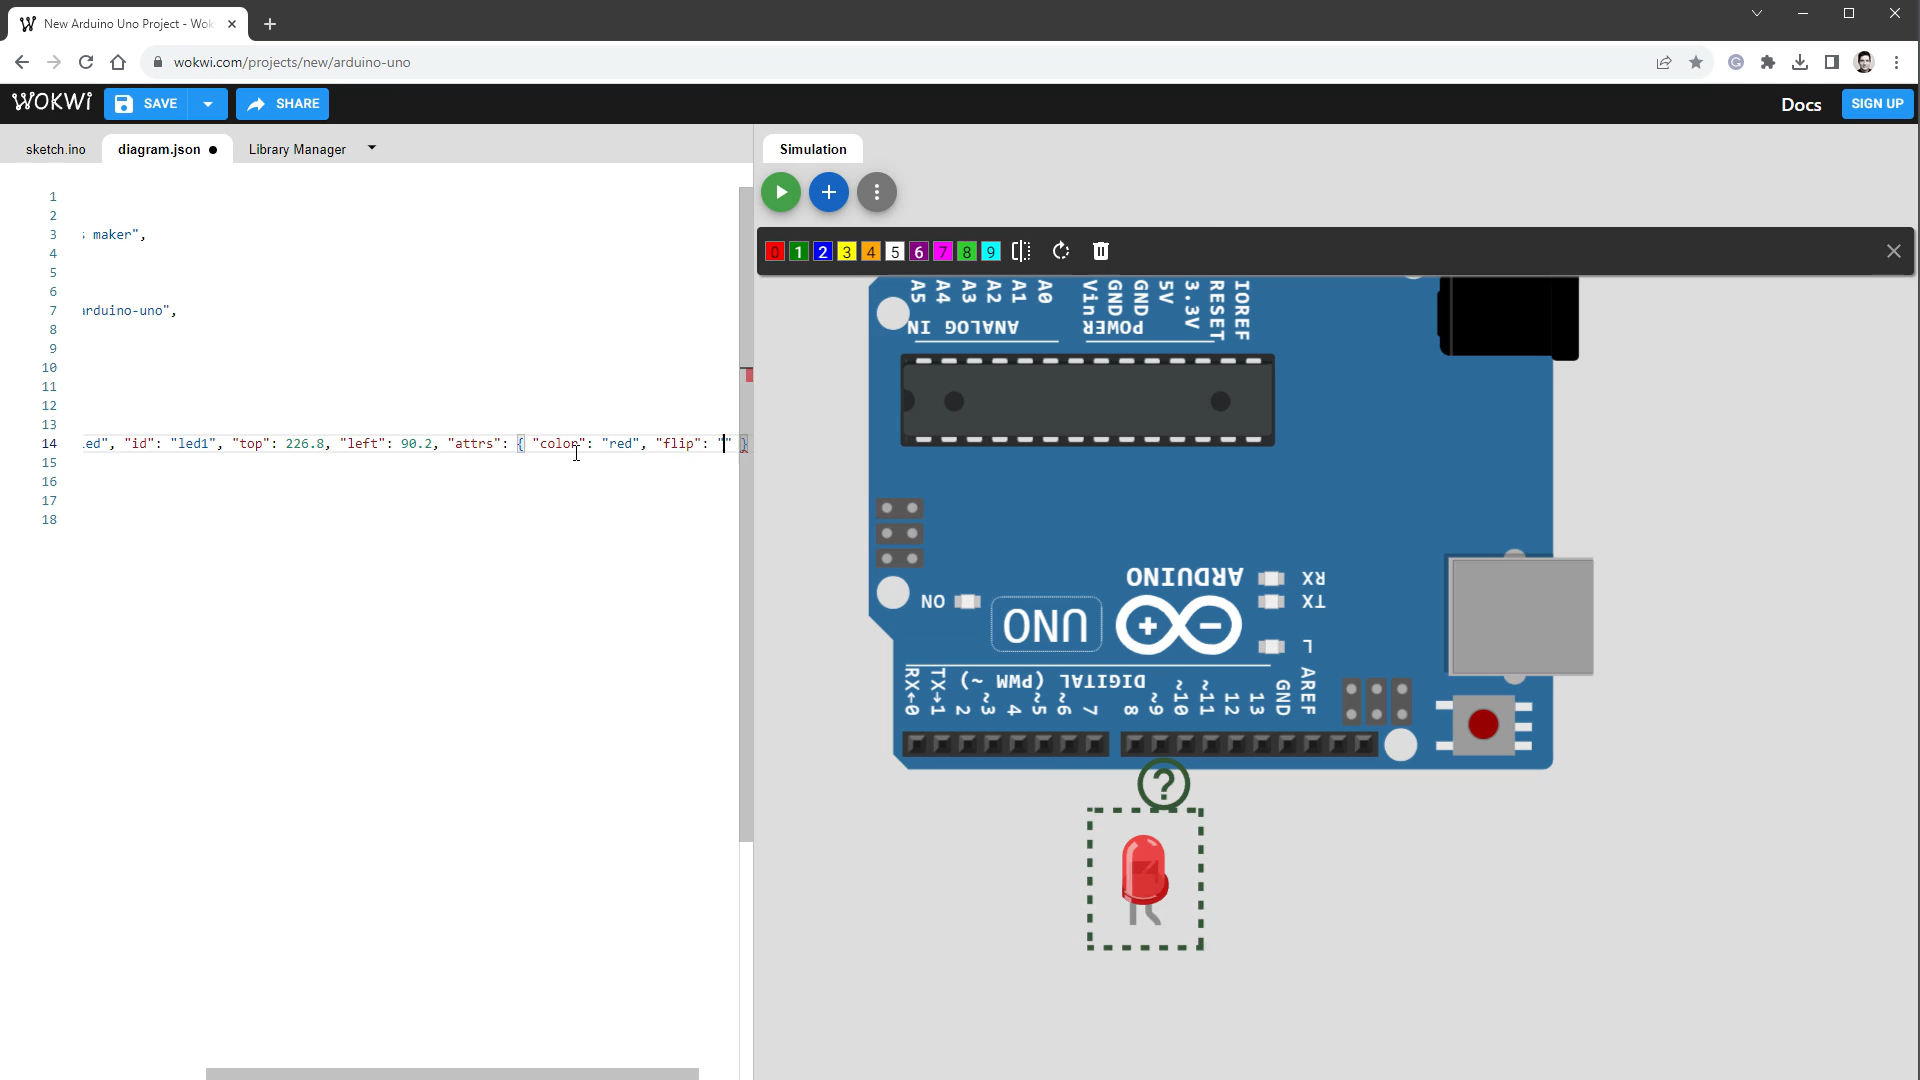 New Arduino Uno Project - Wok
wokwi.com/projects/new/arduino-uno
WOKWI
SAVE
SHARE
Docs
SIGN UP
sketch.ino
diagram.json
Library Manager
Simulation
0 1 2 3 4 5 6 7 8 9
1
2
3 s maker",
4
5
6
7 arduino-uno",
8
9
10
11
12
13
14 led", "id": "led1", "top": 226.8, "left": 90.2, "attrs": { "color": "red", "flip": "" }
15
16
17
18
A5 A4 A3 A2 A1 A0 Vin GND GND 5V 3.3V RESET IOREF
ANALOG IN
POWER
ARDUINO
RX
ON
UNO
TX
L
DIGITAL (PWM ~)
RX←0 TX→1 2 ~3 4 ~5 ~6 7 8 ~9 ~10 ~11 12 13 GND AREF
?